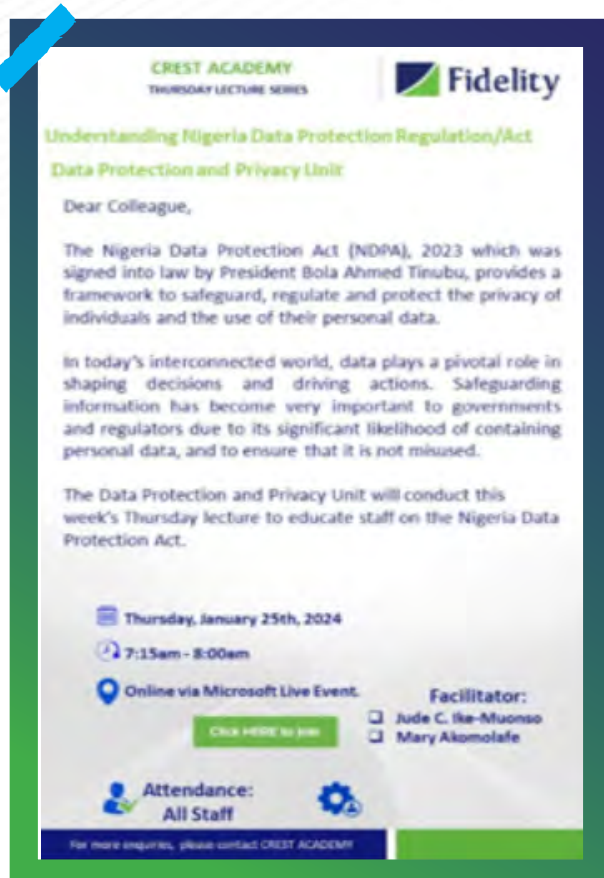 CREST ACADEMY
THURSDAY LECTURE SERIES
Fidelity
Understanding Nigeria Data Protection Regulation/Act
Data Protection and Privacy Unit
Dear Colleague,
The Nigeria Data Protection Act (NDPA), 2023 which was
signed into law by President Bola Ahmed Tinubu, provides a
framework to safeguard, regulate and protect the privacy of
individuals and the use of their personal data.
In today's interconnected world, data plays a pivotal role in
shaping decisions and driving actions. Safeguarding
information has become very important to governments
and regulators due to its significant likelihood of containing
personal data, and to ensure that it is not misused.
The Data Protection and Privacy Unit will conduct this
week's Thursday lecture to educate staff on the Nigeria Data
Protection Act.
Thursday, January 25th, 2024
7:15am - 8:00am
Online via Microsoft Live Event.
Click HERE to join
Facilitator:
Jude C. Ike-Muonso
Mary Akomolafe
Attendance:
All Staff
For more enquiries, please contact CREST ACADEMY